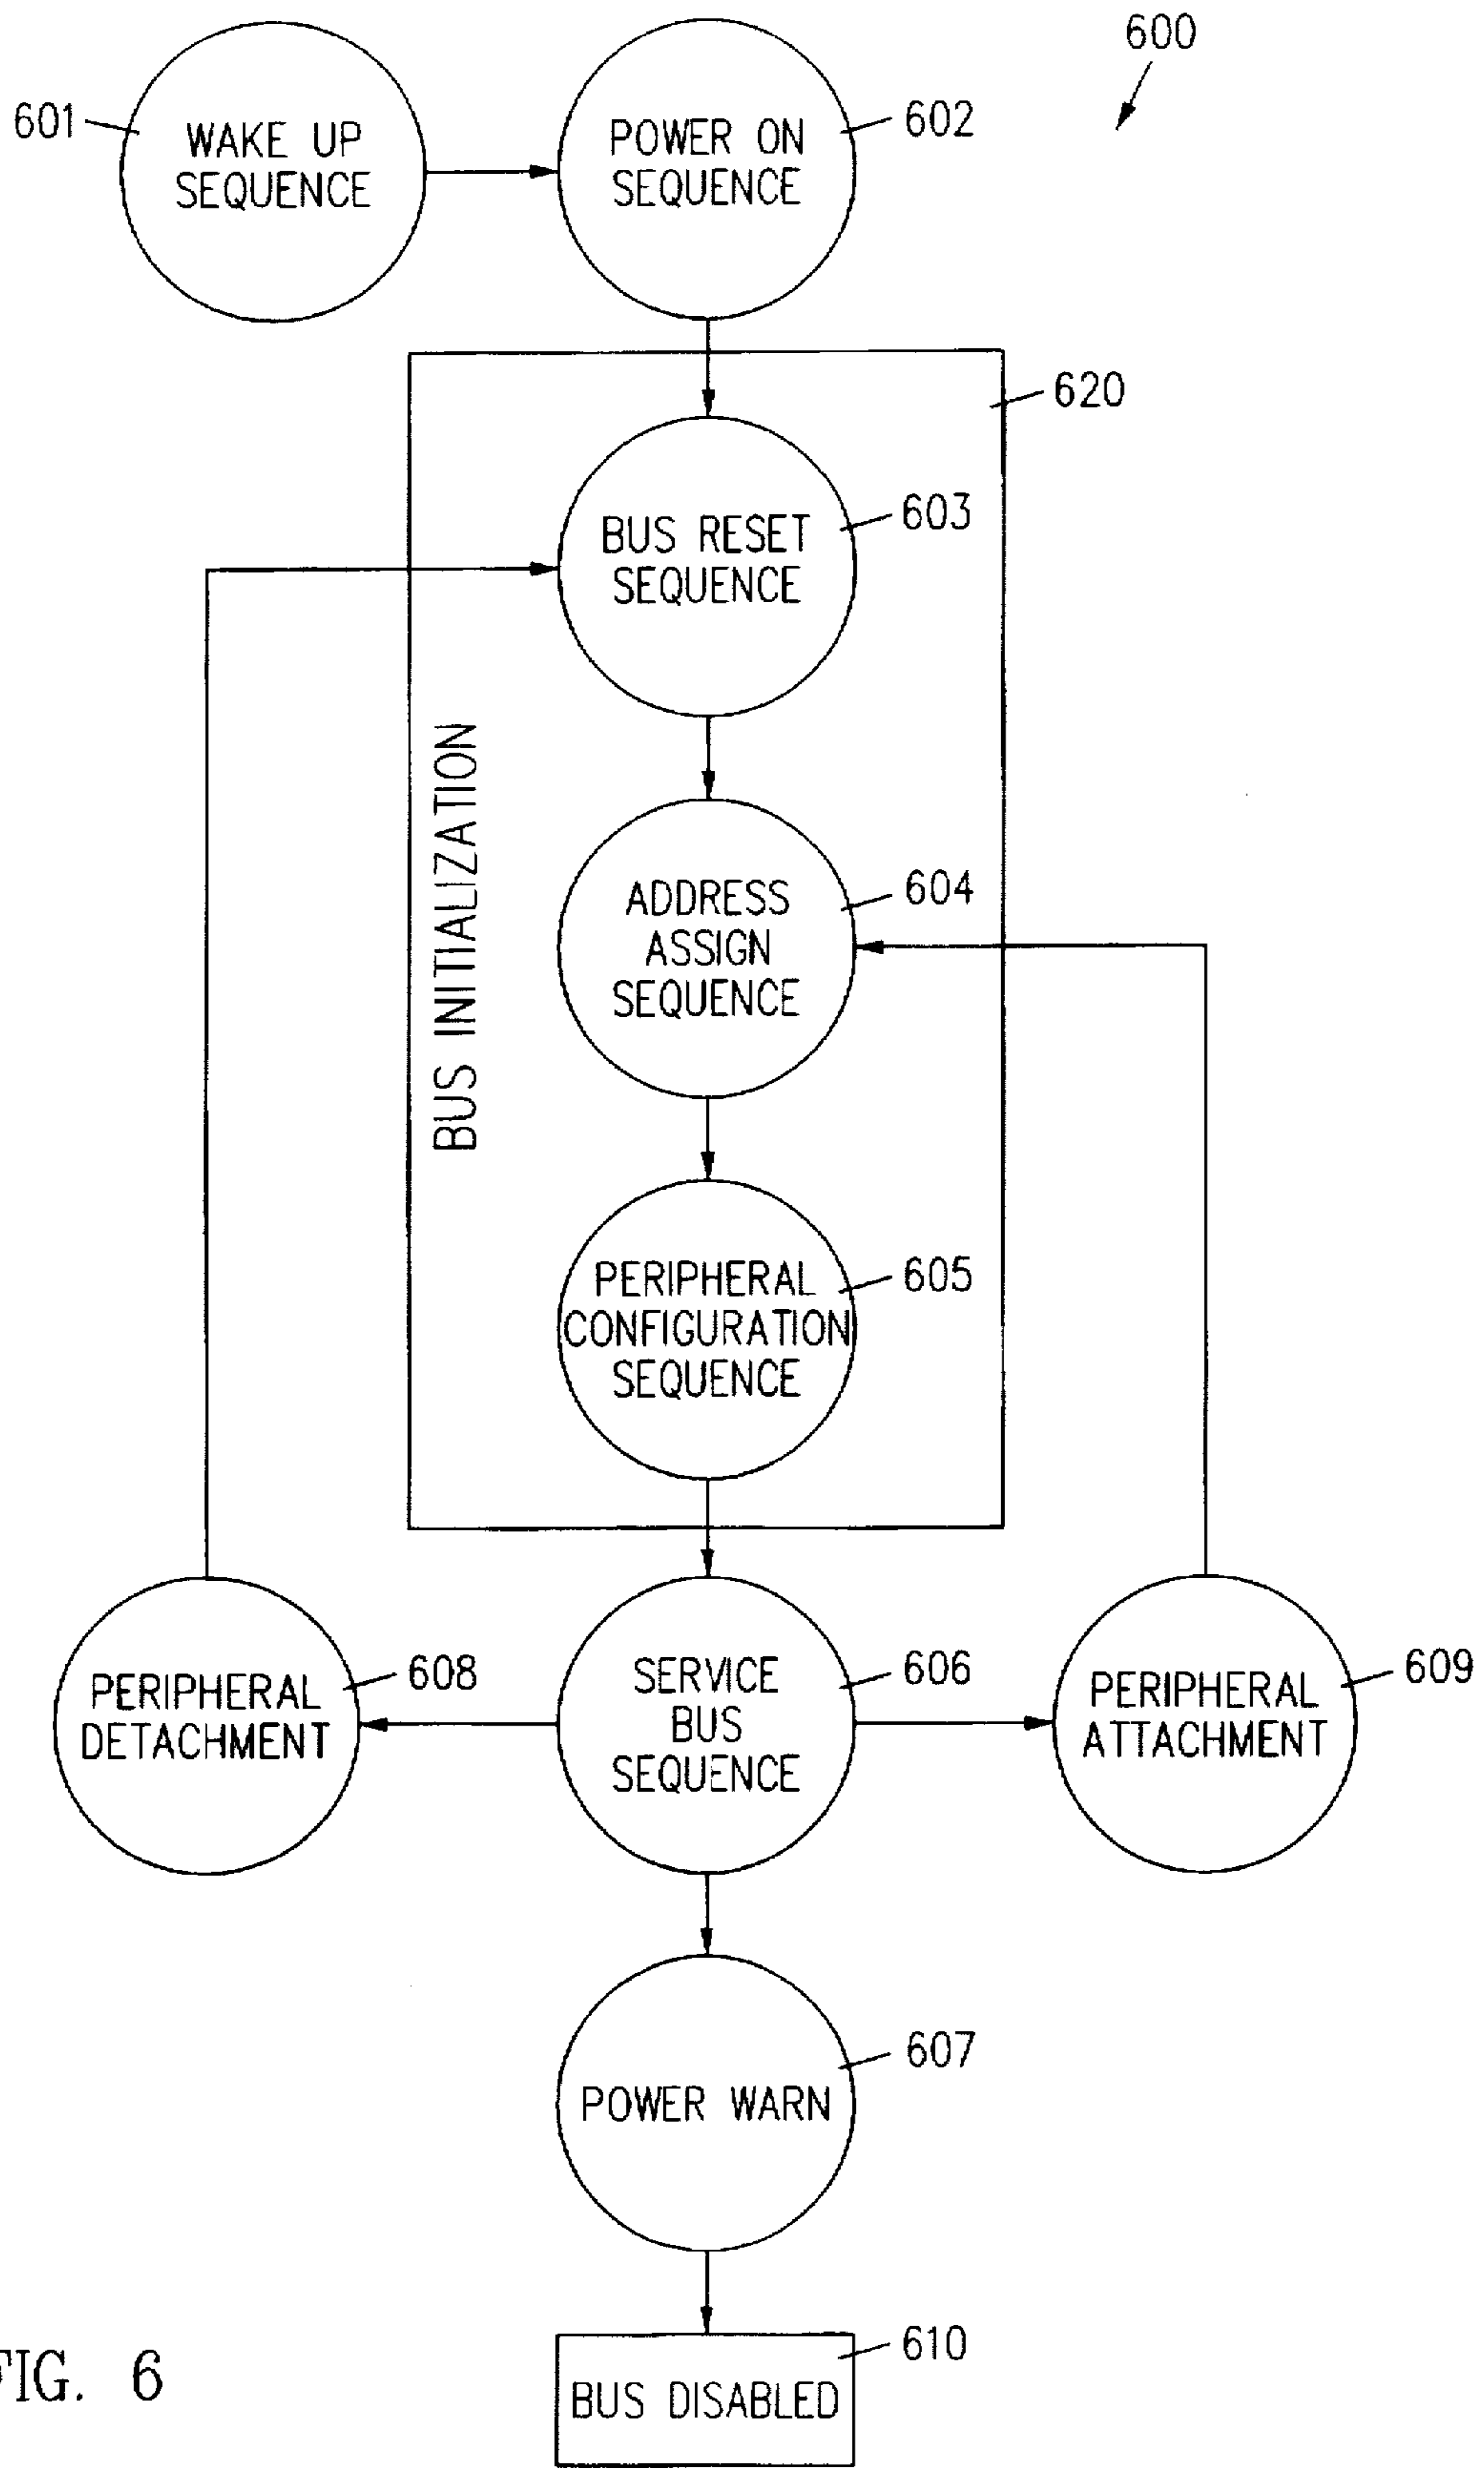 600
601
WAKE UP
SEQUENCE
602
POWER ON
SEQUENCE
620
BUS INITIALIZATION
603
BUS RESET
SEQUENCE
604
ADDRESS
ASSIGN
SEQUENCE
605
PERIPHERAL
CONFIGURATION
SEQUENCE
608
PERIPHERAL
DETACHMENT
606
SERVICE
BUS
SEQUENCE
609
PERIPHERAL
ATTACHMENT
607
POWER WARN
610
BUS DISABLED
FIG. 6